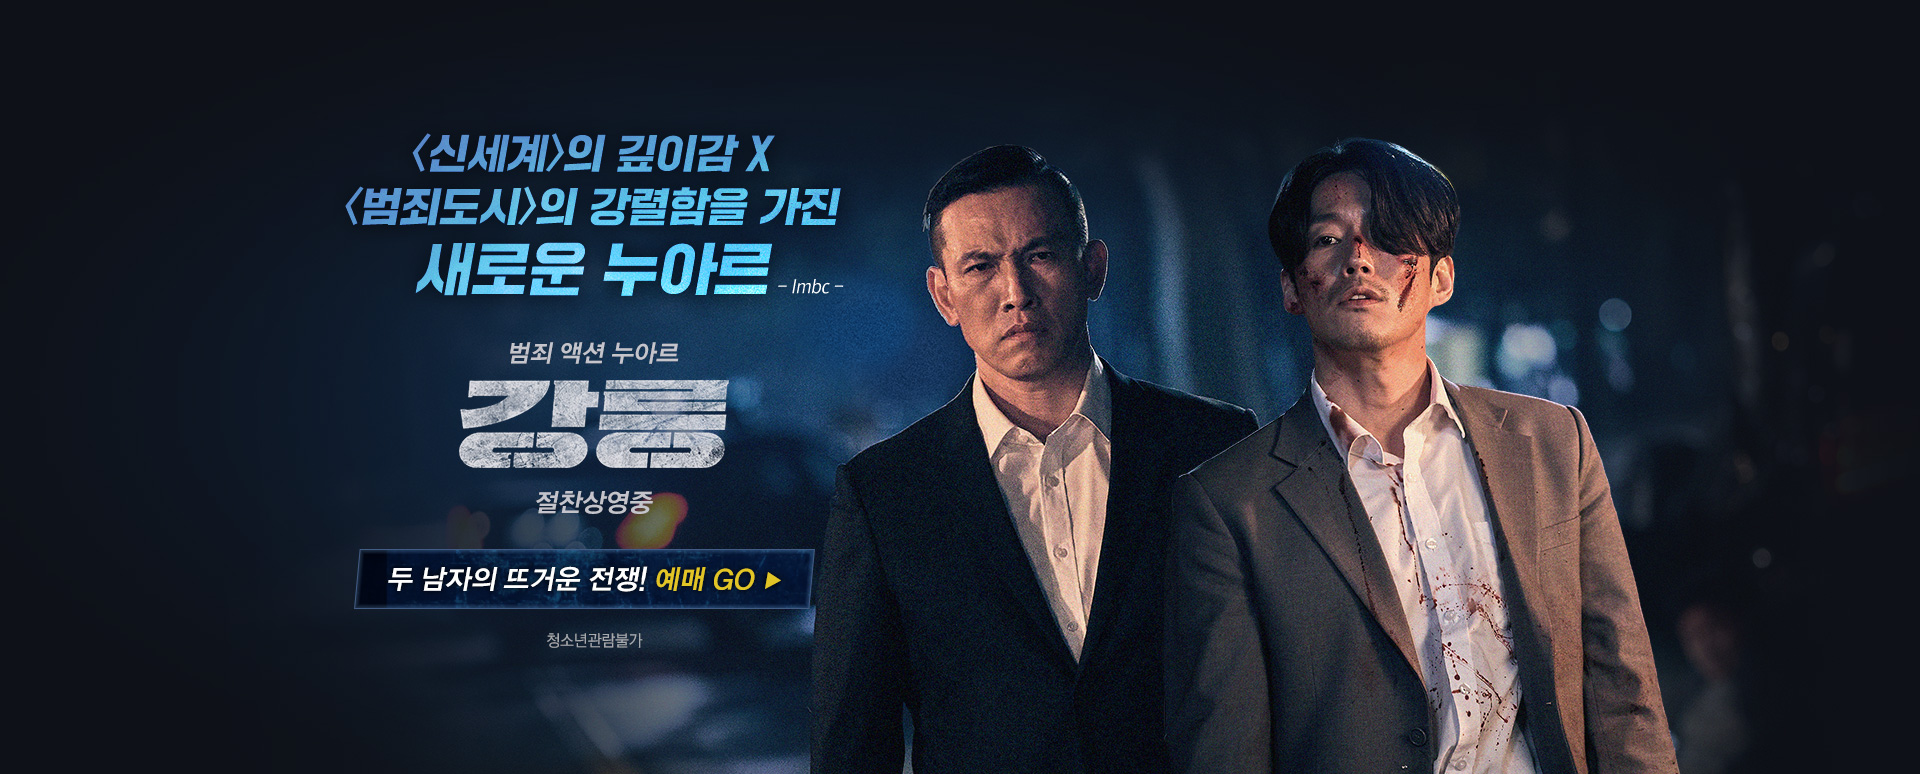 <신세계>의 깊이감 X
<범죄도시>의 강렬함을 가진
새로운 누아르 - Imbc -
범죄 액션 누아르
강릉
절찬상영중
두 남자의 뜨거운 전쟁! 예매 GO ▶
청소년관람불가